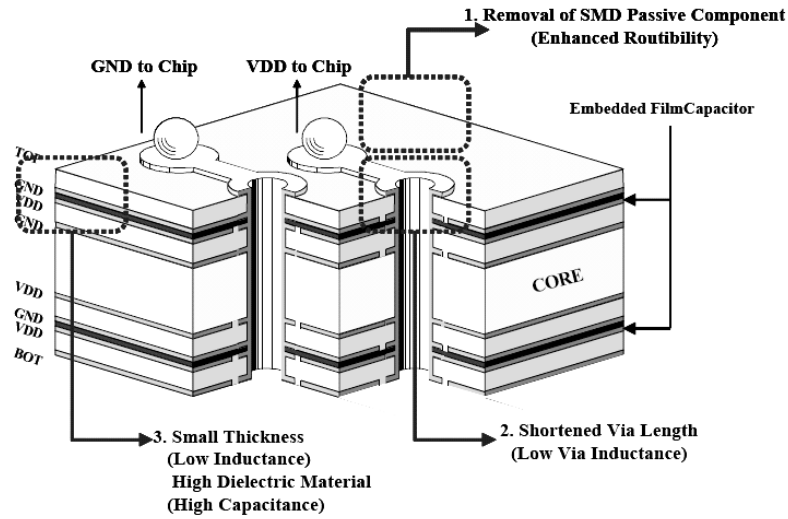 1. Removal of SMD Passive Component
(Enhanced Routibility)
GND to Chip
VDD to Chip
Embedded FilmCapacitor
TOP
GND
VDD
GND
CORE
VDD
GND
VDD
BOT
3. Small Thickness
(Low Inductance)
High Dielectric Material
(High Capacitance)
2. Shortened Via Length
(Low Via Inductance)